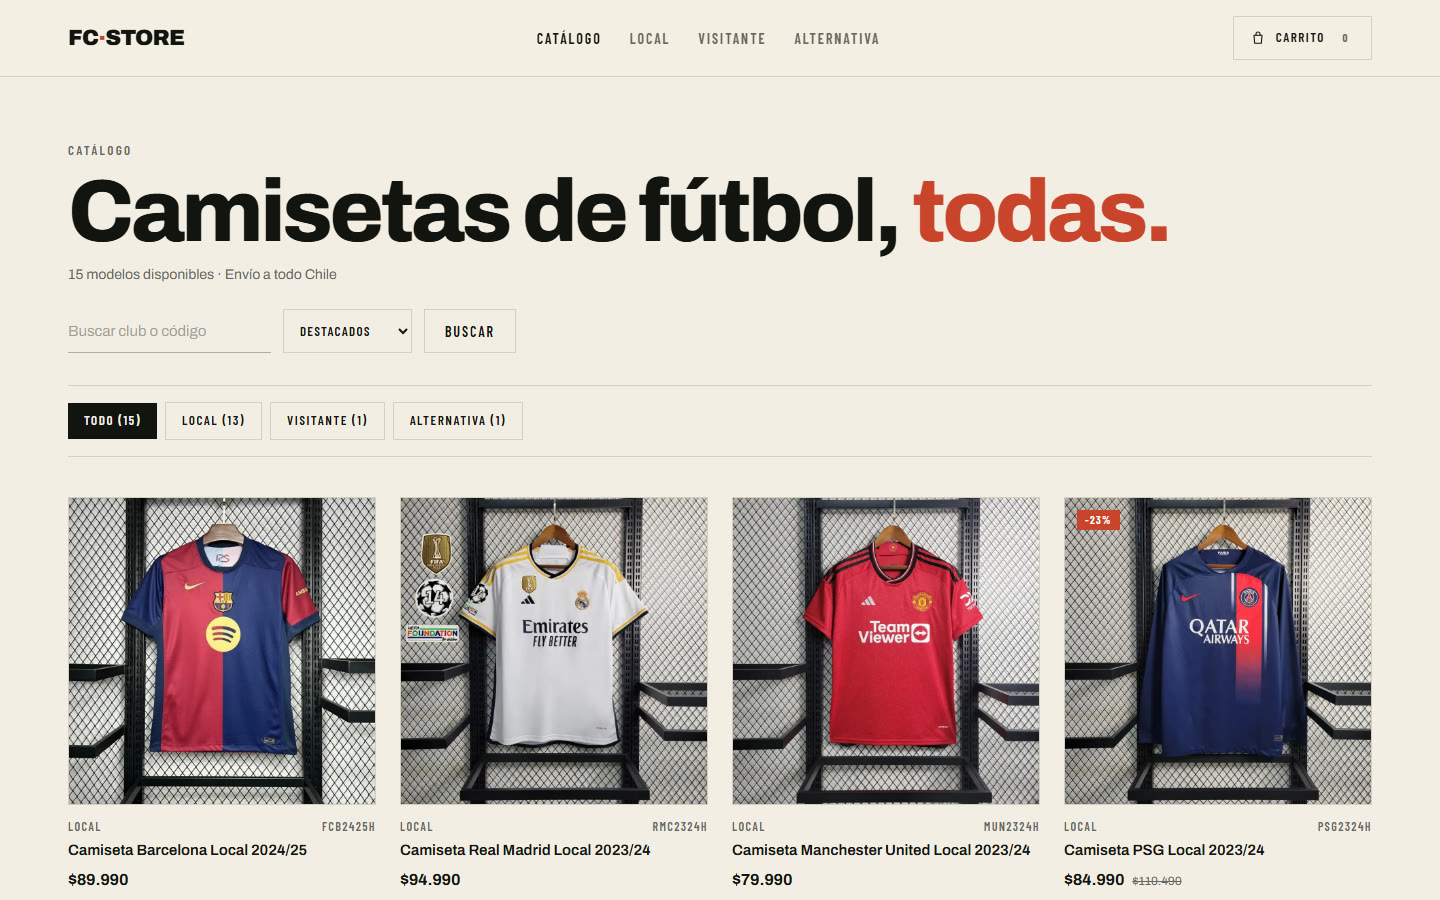 FC·STORE
CATÁLOGO LOCAL VISITANTE ALTERNATIVA
CARRITO 0
CATÁLOGO
Camisetas de fútbol, todas.
15 modelos disponibles · Envío a todo Chile
Buscar club o código
DESTACADOS
BUSCAR
TODO (15)
LOCAL (13)
VISITANTE (1)
ALTERNATIVA (1)
FIFA
14
FOUNDATION
Emirates
FLY BETTER
Team
Viewer
-23%
QATAR
AIRWAYS
LOCAL FCB2425H
Camiseta Barcelona Local 2024/25
$89.990
LOCAL RMC2324H
Camiseta Real Madrid Local 2023/24
$94.990
LOCAL MUN2324H
Camiseta Manchester United Local 2023/24
$79.990
LOCAL PSG2324H
Camiseta PSG Local 2023/24
$84.990 $110.490